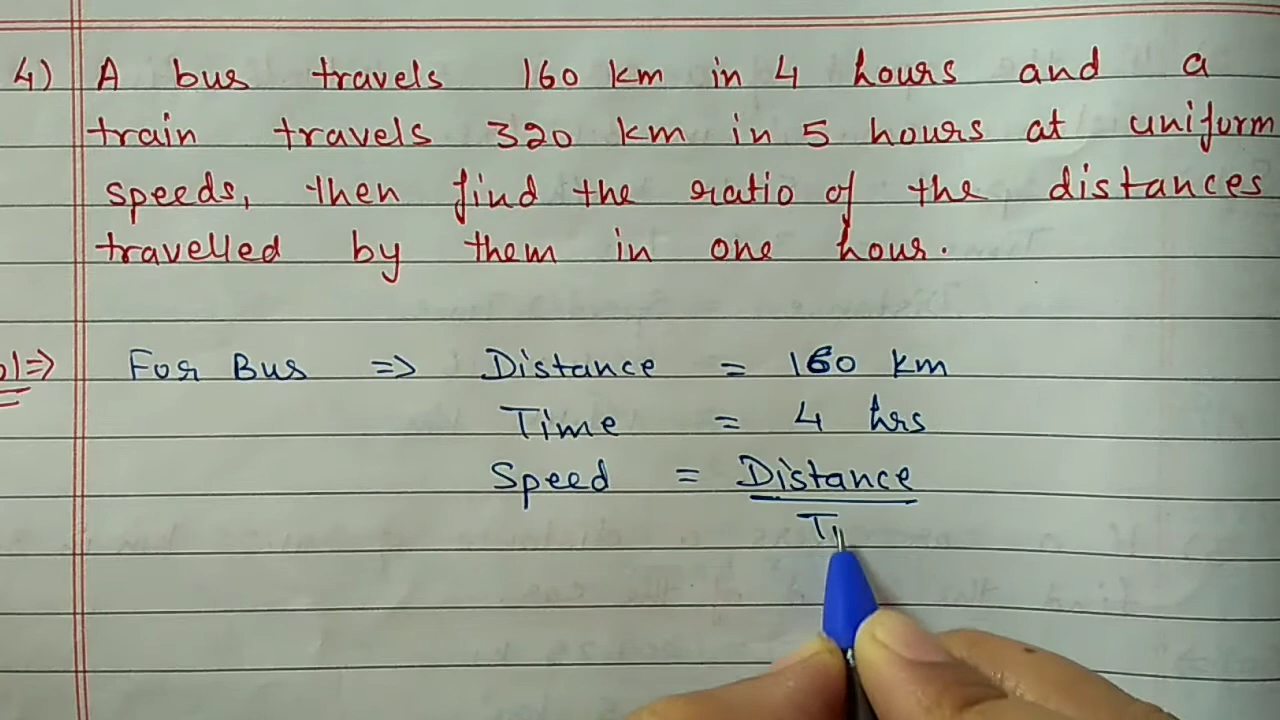 4) A bus travels 160 km in 4 hours and a
train travels 320 km in 5 hours at uniform
speeds, then find the ratio of the distances
travelled by them in one hour.
For Bus => Distance = 160 km
Time = 4 hrs
Speed = Distance